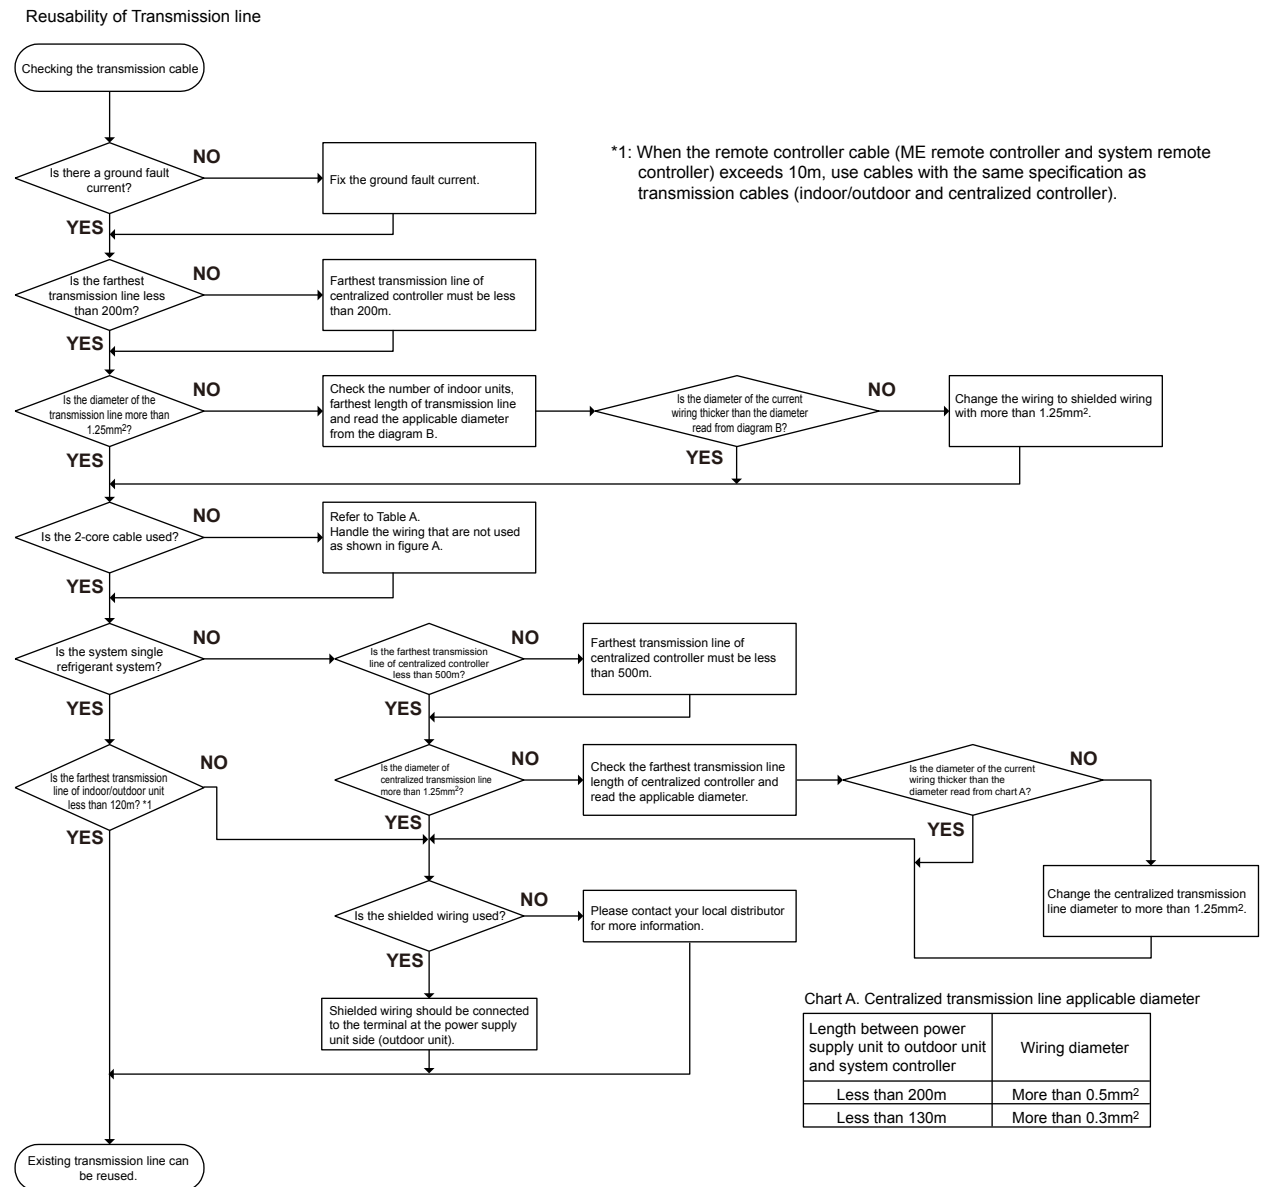 Reusability of Transmission line
Checking the transmission cable
Is there a ground fault
current?
NO
YES
Fix the ground fault current.
*1: When the remote controller cable (ME remote controller and system remote
controller) exceeds 10m, use cables with the same specification as
transmission cables (indoor/outdoor and centralized controller).
Is the farthest
transmission line less
than 200m?
NO
YES
Farthest transmission line of
centralized controller must be less
than 200m.
Is the diameter of the
transmission line more than
1.25mm²?
NO
YES
Check the number of indoor units,
farthest length of transmission line
and read the applicable diameter
from the diagram B.
Is the diameter of the current
wiring thicker than the diameter
read from diagram B?
NO
YES
Change the wiring to shielded wiring
with more than 1.25mm².
Is the 2-core cable used?
NO
YES
Refer to Table A.
Handle the wiring that are not used
as shown in figure A.
Is the system single
refrigerant system?
NO
YES
Is the farthest transmission
line of centralized controller
less than 500m?
NO
YES
Farthest transmission line of
centralized controller must be less
than 500m.
Is the farthest transmission
line of indoor/outdoor unit
less than 120m? *1
NO
YES
Is the diameter of
centralized transmission line
more than 1.25mm²?
NO
YES
Check the farthest transmission line
length of centralized controller and
read the applicable diameter.
Is the diameter of the current
wiring thicker than the
diameter read from chart A?
NO
YES
Change the centralized transmission
line diameter to more than 1.25mm².
Is the shielded wiring used?
NO
YES
Please contact your local distributor
for more information.
Shielded wiring should be connected
to the terminal at the power supply
unit side (outdoor unit).
Existing transmission line can
be reused.
Chart A. Centralized transmission line applicable diameter
Length between power
supply unit to outdoor unit
and system controller
Wiring diameter
Less than 200m
More than 0.5mm²
Less than 130m
More than 0.3mm²